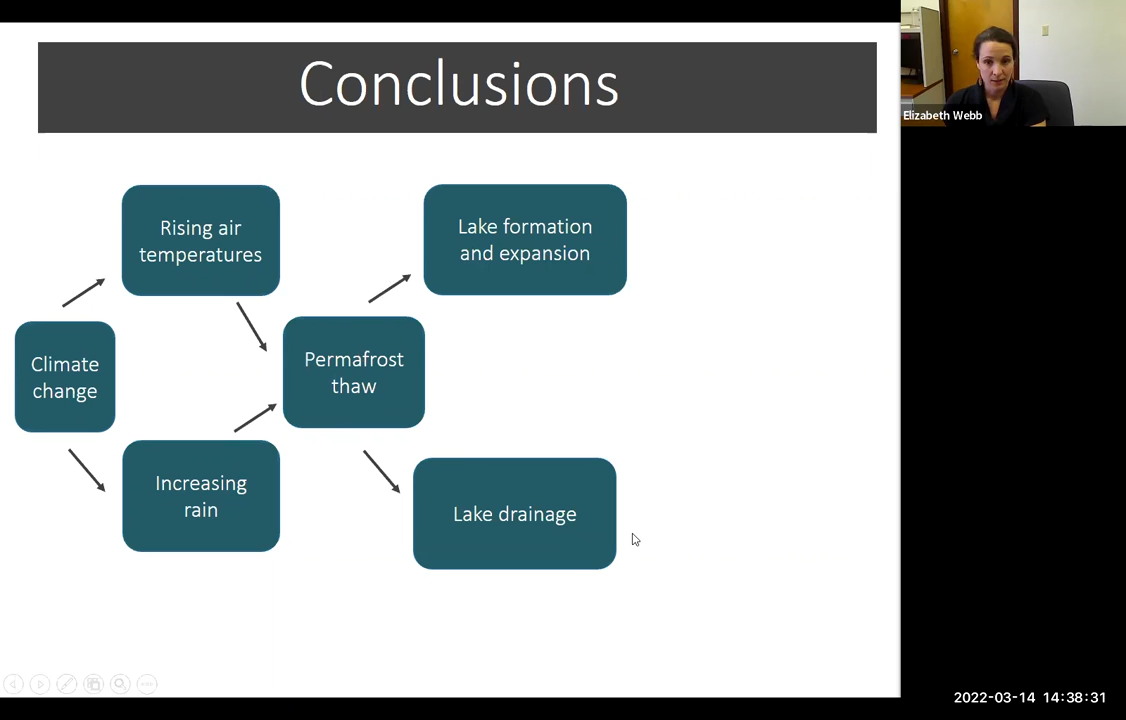 Conclusions
Elizabeth Webb
Rising air
temperatures
Lake formation
and expansion
Climate
change
Permafrost
thaw
Increasing
rain
Lake drainage
2022-03-14 14:38:31